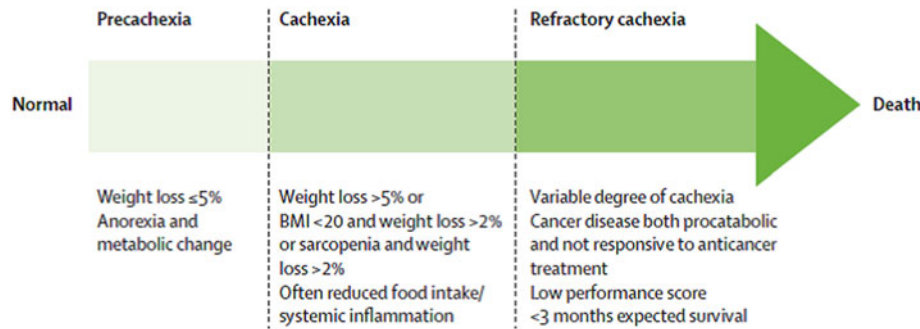 Precachexia
Cachexia
Refractory cachexia
Normal
Death
Weight loss ≤5%
Anorexia and
metabolic change
Weight loss >5% or
BMI <20 and weight loss >2%
or sarcopenia and weight
loss >2%
Often reduced food intake/
systemic inflammation
Variable degree of cachexia
Cancer disease both procatabolic
and not responsive to anticancer
treatment
Low performance score
<3 months expected survival